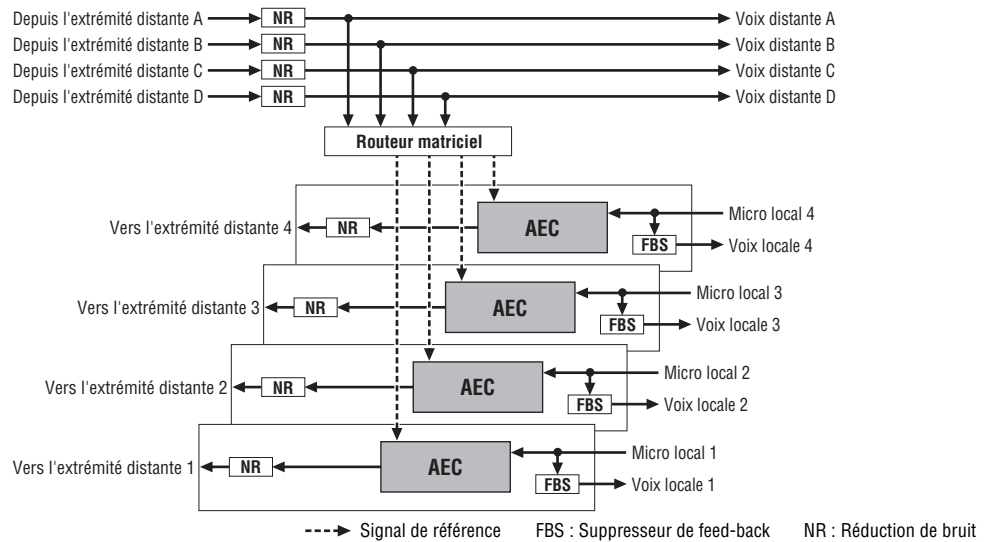 Depuis l'extrémité distante A NR Voix distante A
Depuis l'extrémité distante B NR Voix distante B
Depuis l'extrémité distante C NR Voix distante C
Depuis l'extrémité distante D NR Voix distante D
Routeur matriciel
Vers l'extrémité distante 4 NR AEC Micro local 4
FBS Voix locale 4
Vers l'extrémité distante 3 NR AEC Micro local 3
FBS Voix locale 3
Vers l'extrémité distante 2 NR AEC Micro local 2
FBS Voix locale 2
Vers l'extrémité distante 1 NR AEC Micro local 1
FBS Voix locale 1
Signal de référence FBS : Suppresseur de feed-back NR : Réduction de bruit